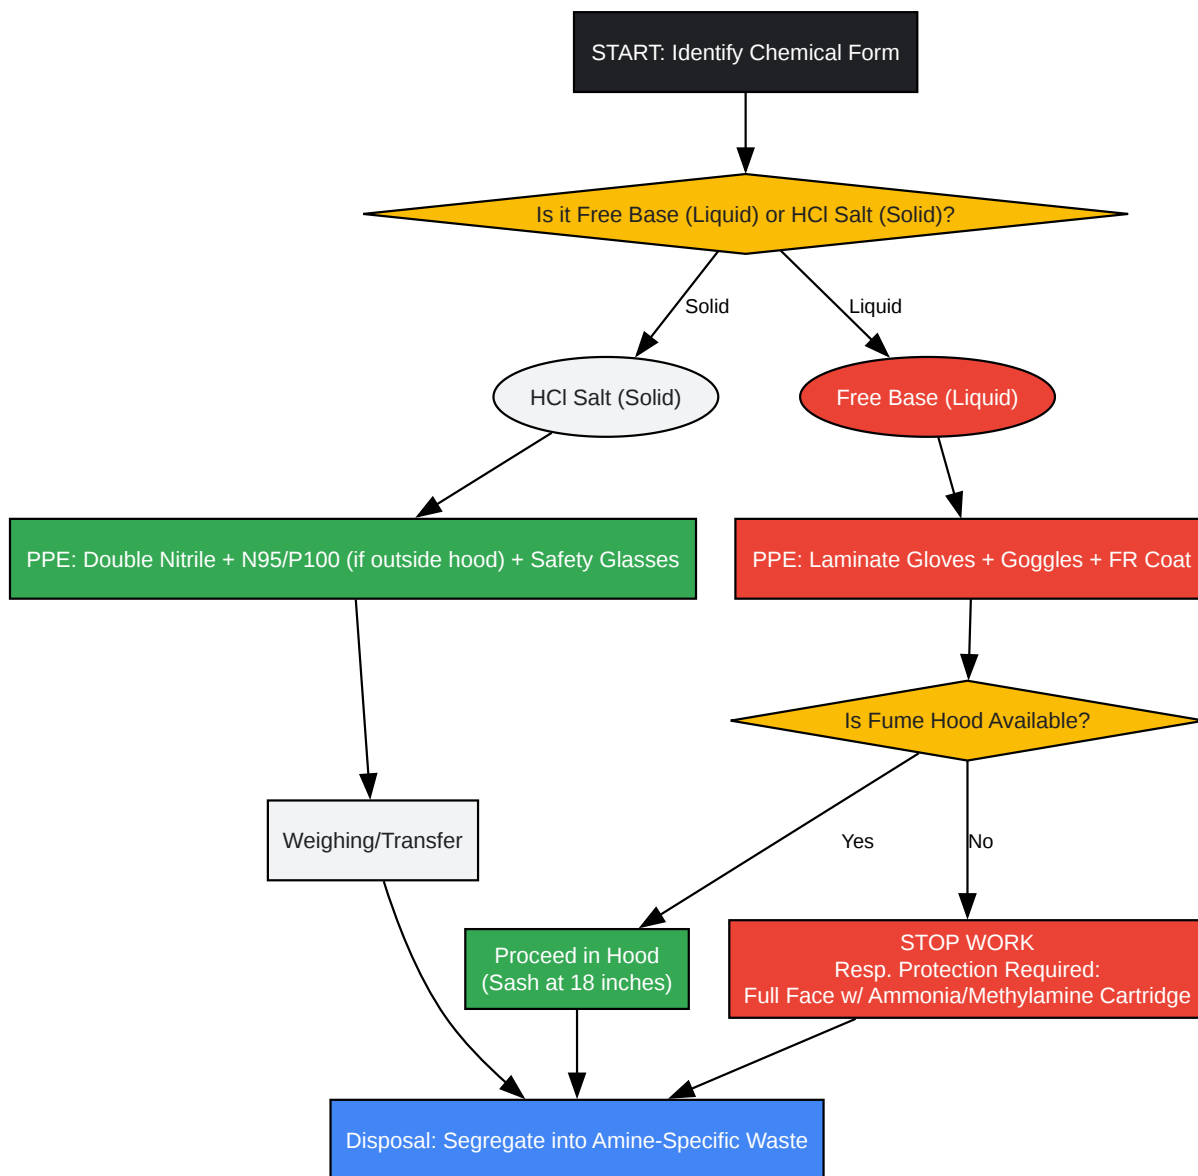 START: Identify Chemical Form
Is it Free Base (Liquid) or HCl Salt (Solid)?
Solid
Liquid
HCl Salt (Solid)
Free Base (Liquid)
PPE: Double Nitrile + N95/P100 (if outside hood) + Safety Glasses
PPE: Laminate Gloves + Goggles + FR Coat
Is Fume Hood Available?
Weighing/Transfer
Yes
No
Proceed in Hood
(Sash at 18 inches)
STOP WORK
Resp. Protection Required:
Full Face w/ Ammonia/Methylamine Cartridge
Disposal: Segregate into Amine-Specific Waste